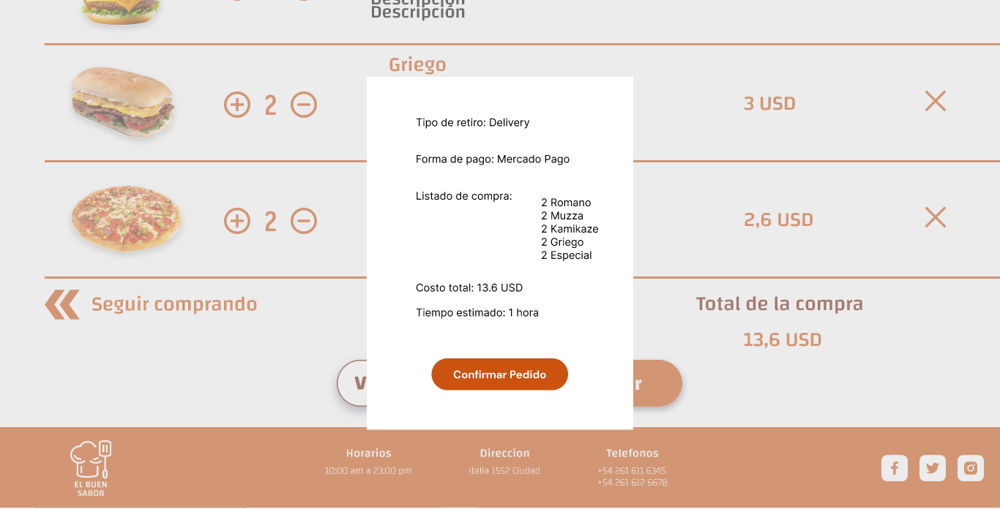 Descripción
Descripción
Griego
2
3 USD
2
2,6 USD
Tipo de retiro: Delivery
Forma de pago: Mercado Pago
Listado de compra:
2 Romano
2 Muzza
2 Kamikaze
2 Griego
2 Especial
Costo total: 13.6 USD
Tiempo estimado: 1 hora
Confirmar Pedido
Seguir comprando
Total de la compra
13,6 USD
EL BUEN
SABOR
Horarios
10:00 am a 23:00 pm
Direccion
Italia 1552 Ciudad
Telefonos
+54 261 611 6345
+54 261 612 6678